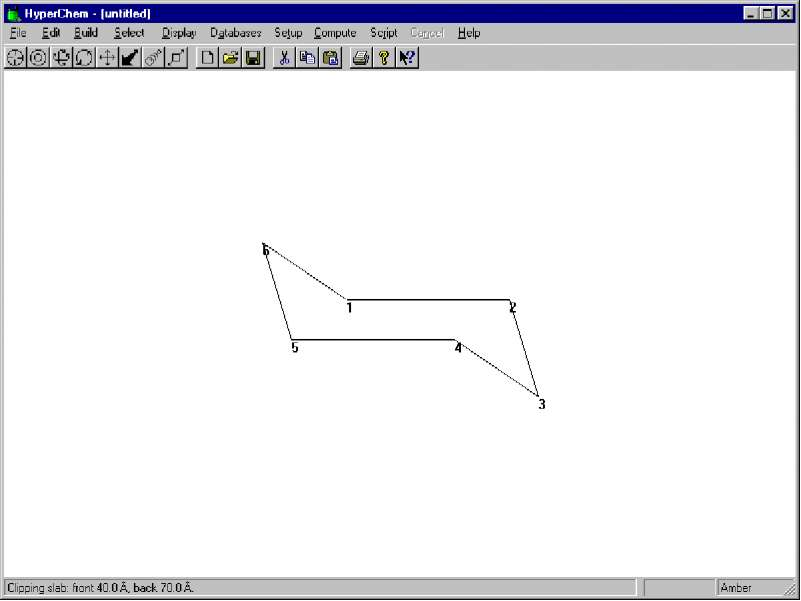 HyperChem - [untitled]
File Edit Build Select Display Databases Setup Compute Script Cancel Help
6
1 2
5 4
3
Clipping slab: front 40.0 Å, back 70.0 Å. Amber